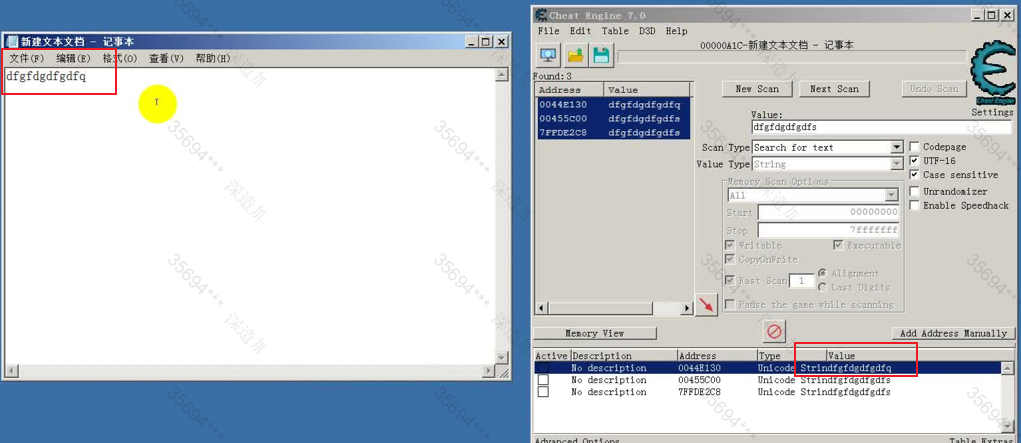 新建文本文档 - 记事本
文件(F) 编辑(E) 格式(O) 查看(V) 帮助(H)
dfgfdgdfgdfq
Cheat Engine 7.0
File Edit Table D3D Help
00000A1C-新建文本文档 - 记事本
Found:3
Address Value
0044E130 dfgfdgdfgdfq
00455C00 dfgfdgdfgdfs
7FFDE2C8 dfgfdgdfgdfs
New Scan Next Scan Undo Scan
Cheat Engine
Settings
Value:
dfgfdgdfgdfs
Scan Type Search for text
Value Type String
Codepage
UTF-16
Case sensitive
Unrandomizer
Enable Speedhack
Memory Scan Options
All
Start 00000000
Stop 7fffffff
Writable Executable
CopyOnWrite
Fast Scan 1 Alignment
Last Digits
Pause the game while scanning
Memory View Add Address Manually
Active Description Address Type Value
No description 0044E130 Unicode Strindfgfdgdfgdfq
No description 00455C00 Unicode Strindfgfdgdfgdfs
No description 7FFDE2C8 Unicode Strindfgfdgdfgdfs
Advanced Options Table Extras